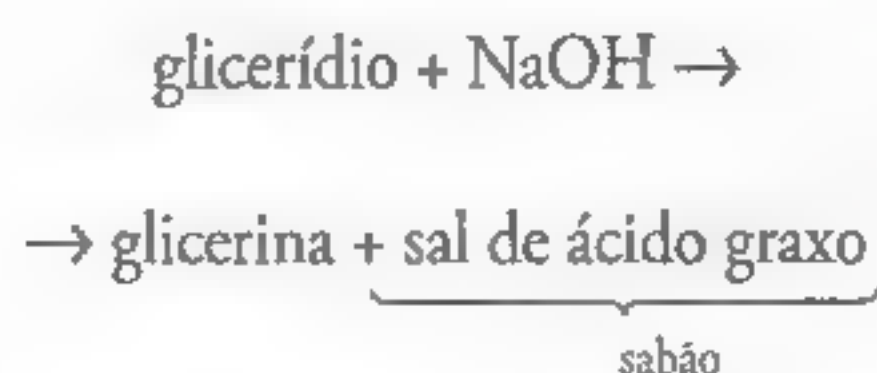 glicerídio + NaOH →
→ glicerina + sal de ácido graxo
sabão